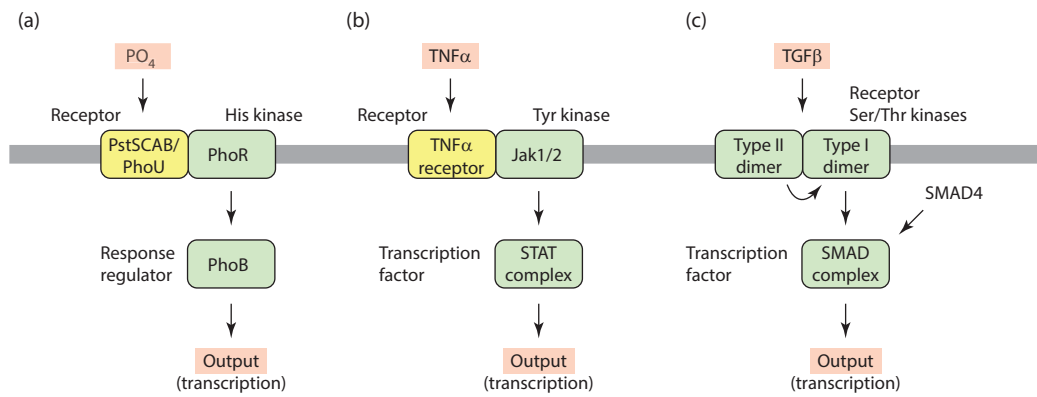 (a)
PO4
Receptor
His kinase
PstSCAB/
PhoU
PhoR
Response
regulator
PhoB
Output
(transcription)
(b)
TNFα
Receptor
Tyr kinase
TNFα
receptor
Jak1/2
Transcription
factor
STAT
complex
Output
(transcription)
(c)
TGFβ
Receptor
Ser/Thr kinases
Type II
dimer
Type I
dimer
SMAD4
Transcription
factor
SMAD
complex
Output
(transcription)